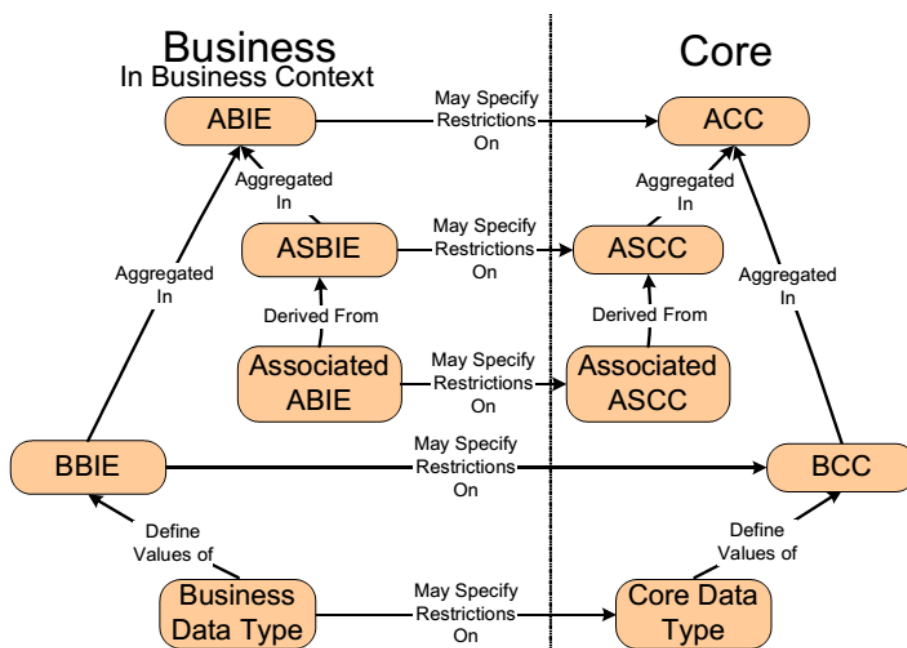 Business
In Business Context
Core
ABIE
May Specify
Restrictions
On
ACC
Aggregated
In
Aggregated
In
ASBIE
May Specify
Restrictions
On
ASCC
Aggregated
In
Aggregated
In
Derived From
Derived From
Associated
ABIE
May Specify
Restrictions
On
Associated
ASCC
BBIE
May Specify
Restrictions
On
BCC
Define
Values of
Define
Values of
Business
Data Type
May Specify
Restrictions
On
Core Data
Type